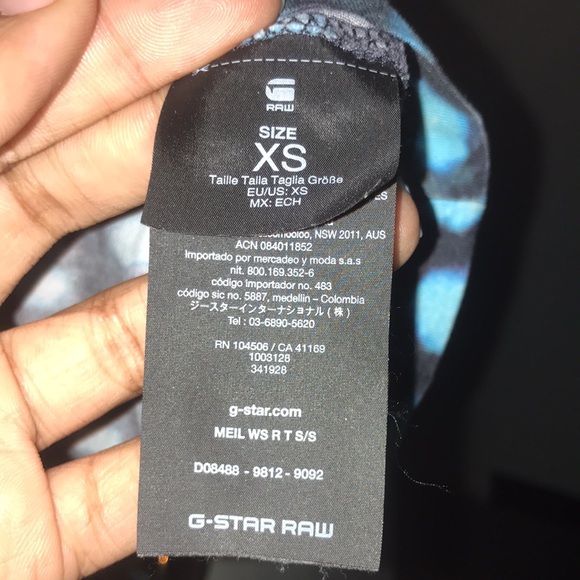 RAW
SIZE
XS
Taille Talla Taglia Größe
EU/US: XS
MX: ECH
ES
NSW 2011, AUS
ACN 084011852
Importado por mercadeo y moda s.a.s
nit. 800.169.352-6
código importador no. 483
código sic no. 5887, medellin - Colombia
ジースターインターナショナル(株)
Tel : 03-6890-5620
RN 104506 / CA 41169
1003128
341928
g-star.com
MEIL WS R T S/S
D08488 - 9812 - 9092
G-STAR RAW